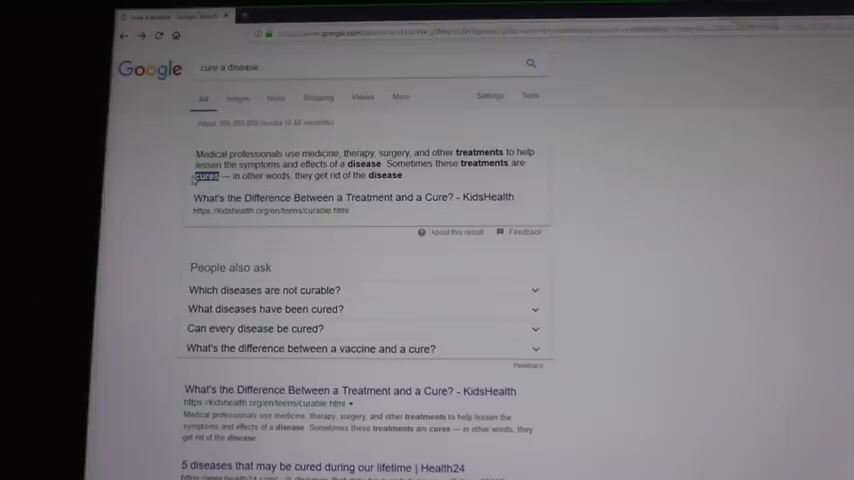 Google
cure a disease
All Images News Shopping Videos More Settings Tools
Medical professionals use medicine, therapy, surgery, and other treatments to help
lessen the symptoms and effects of a disease. Sometimes these treatments are
cures — in other words, they get rid of the disease
What's the Difference Between a Treatment and a Cure? - KidsHealth
https://kidshealth.org/en/teens/curable.html
About this result Feedback
People also ask
Which diseases are not curable?
What diseases have been cured?
Can every disease be cured?
What's the difference between a vaccine and a cure?
Feedback
What's the Difference Between a Treatment and a Cure? - KidsHealth
https://kidshealth.org/en/teens/curable.html
Medical professionals use medicine, therapy, surgery, and other treatments to help lessen the
symptoms and effects of a disease. Sometimes these treatments are cures — in other words, they
get rid of the disease
5 diseases that may be cured during our lifetime | Health24